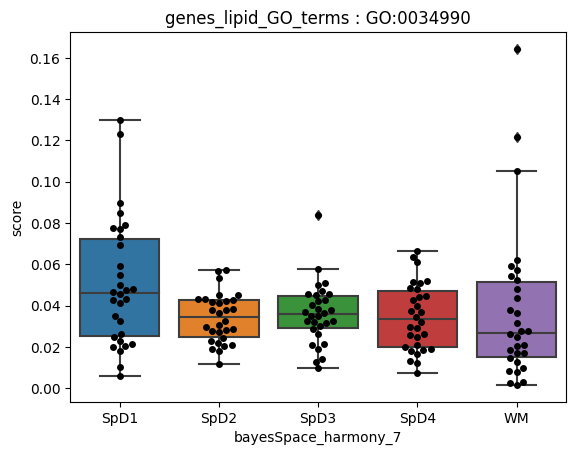 genes_lipid_GO_terms : GO:0034990
0.16
0.14
0.12
0.10
0.08
0.06
0.04
0.02
0.00
score
SpD1 SpD2 SpD3 SpD4 WM
bayesSpace_harmony_7